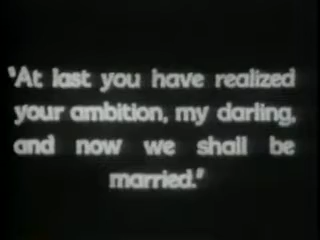 "At last you have realized
your ambition, my darling,
and now we shall be
married."